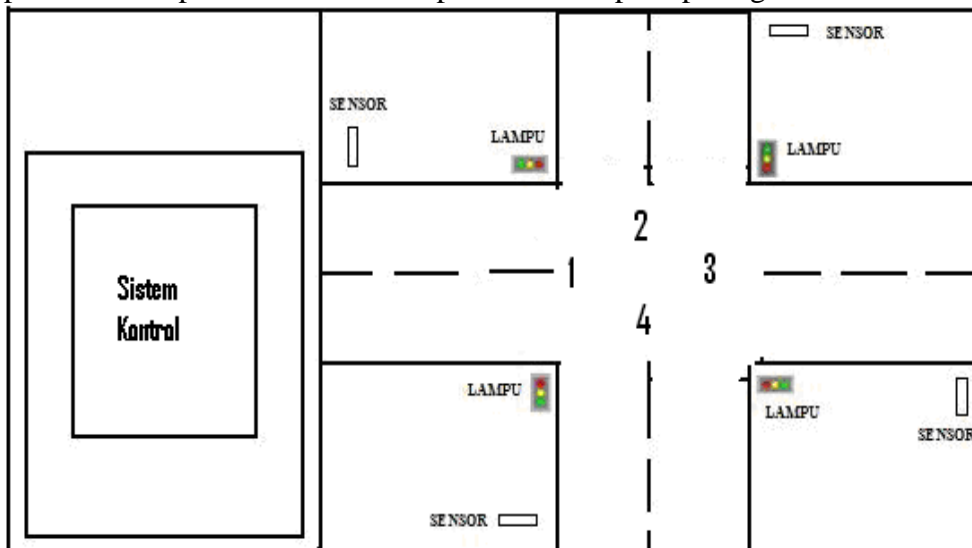 SENSOR
SENSOR
LAMPU
LAMPU
2
1
3
Sistem
Kontrol
4
LAMPU
LAMPU
SENSOR
SENSOR